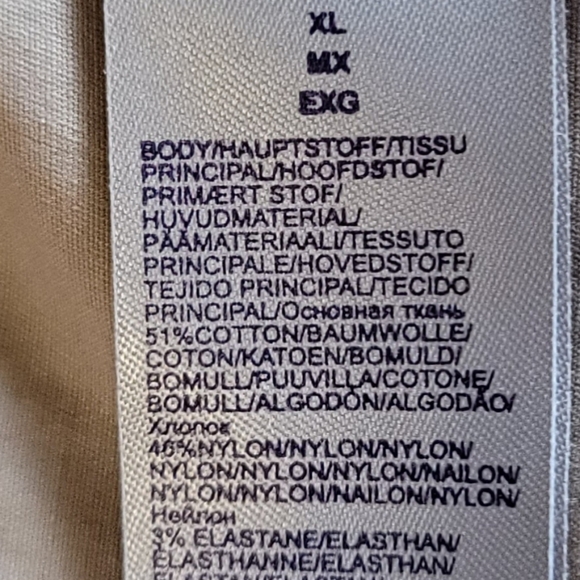 XL
MX
EXG
BODY/HAUPTSTOFF/TISSU
PRINCIPAL/HOOFDSTOF/
PRIMÆRT STOF/
HUVUDMATERIAL/
PÄÄMATERIAALI/TESSUTO
PRINCIPALE/HOVEDSTOFF/
TEJIDO PRINCIPAL/TECIDO
PRINCIPAL/Основная ткань
51%COTTON/BAUMWOLLE/
COTON/KATOEN/BOMULD/
BOMULL/PUUVILLA/COTONE/
BOMULL/ALGODÓN/ALGODÃO/
Хлопок
46%NYLON/NYLON/NYLON/
NYLON/NYLON/NYLON/NAILON/
NYLON/NYLON/NAILON/NYLON/
Нейлон
3% ELASTANE/ELASTHAN/
ELASTHANNE/ELASTHAN/